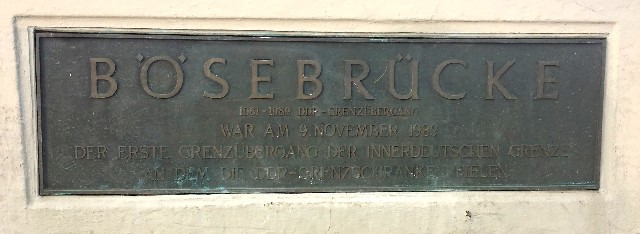 BÖSEBRÜCKE
1961-1989 DDR-GRENZÜBERGANG
WAR AM 9. NOVEMBER 1989
DER ERSTE GRENZÜBERGANG DER INNERDEUTSCHEN GRENZE
AN DEM DIE DDR-GRENZSCHRANKEN FIELEN